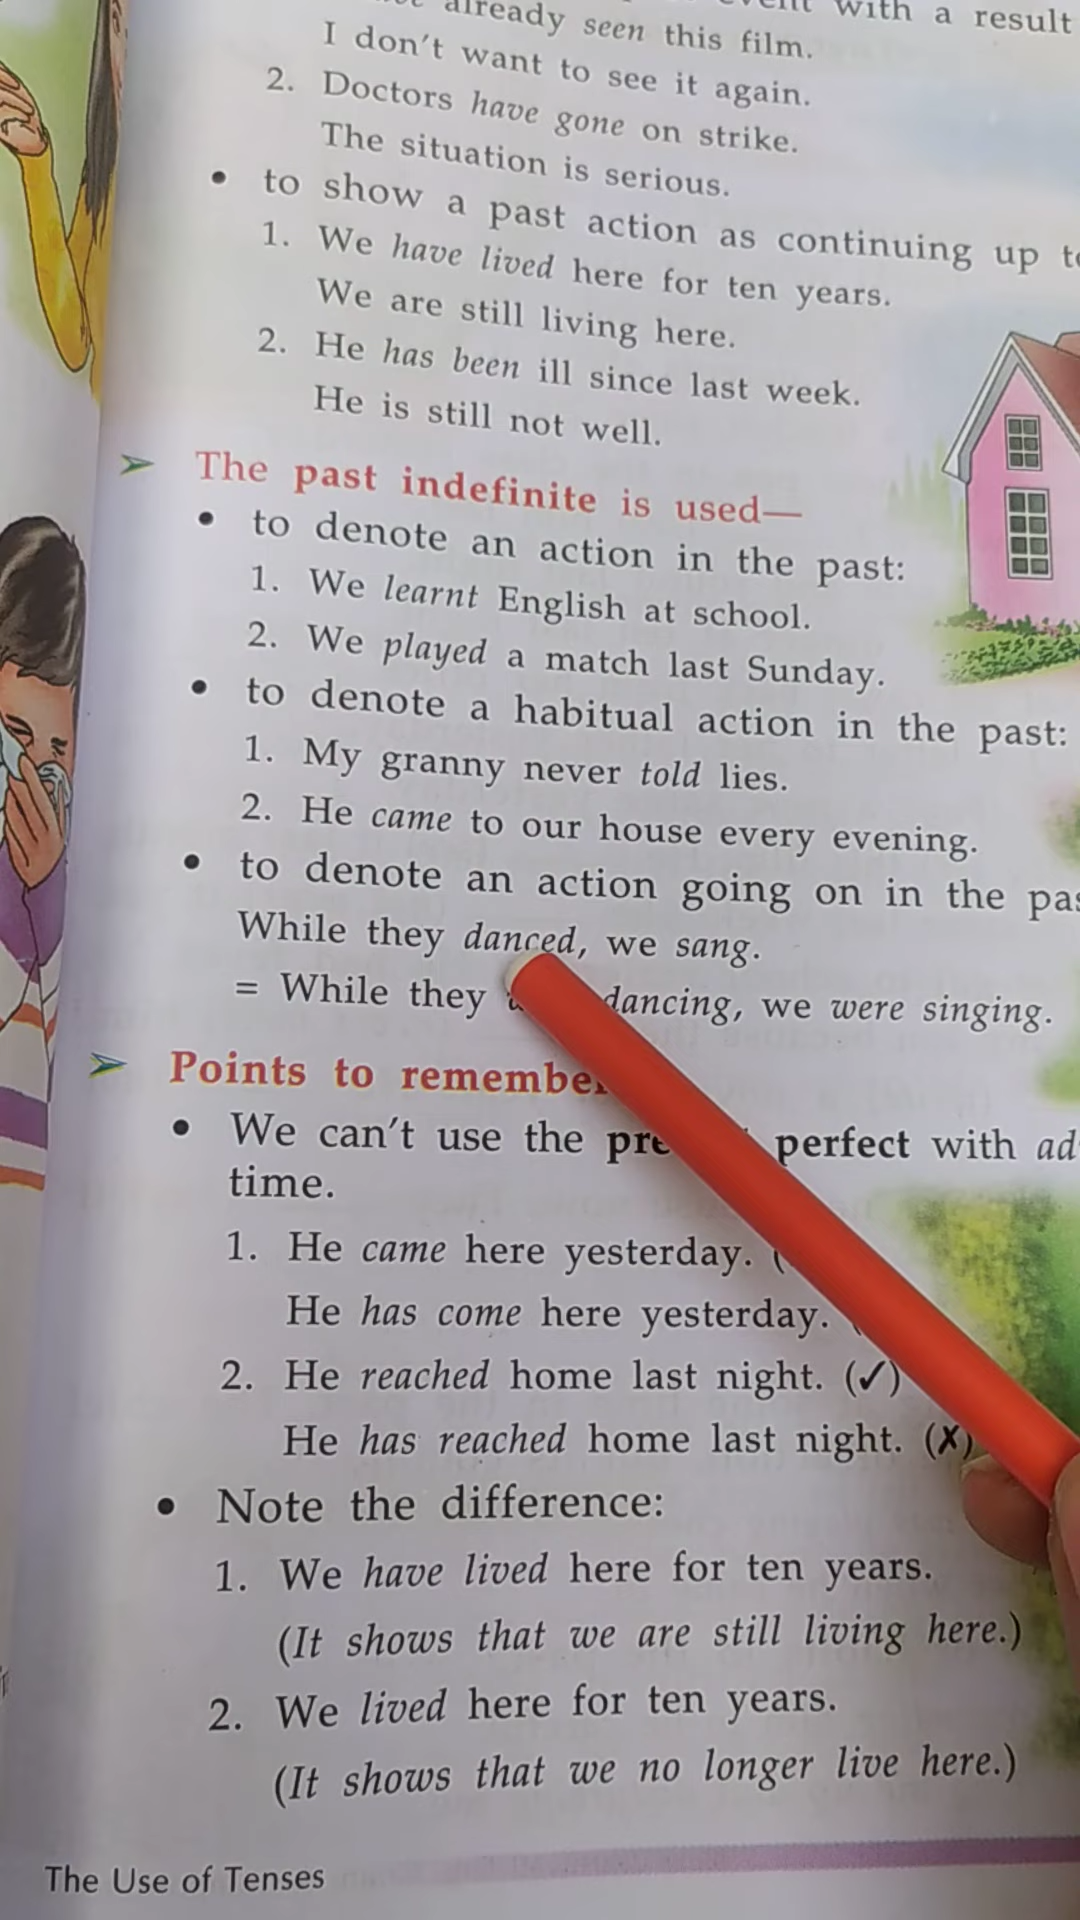 already seen this film.
with a result
I don't want to see it again.
2. Doctors have gone on strike.
The situation is serious.
• to show a past action as continuing up
1. We have lived here for ten years.
We are still living here.
2. He has been ill since last week.
He is still not well.
➢ The past indefinite is used—
• to denote an action in the past:
1. We learnt English at school.
2. We played a match last Sunday.
• to denote a habitual action in the past:
1. My granny never told lies.
2. He came to our house every evening.
• to denote an action going on in the
While they danced, we sang.
= While they dancing, we were singing.
➢ Points to remember
• We can't use the perfect with
time.
1. He came here yesterday.
He has come here yesterday.
2. He reached home last night. (✓)
He has reached home last night. (✗)
• Note the difference:
1. We have lived here for ten years.
(It shows that we are still living here.)
2. We lived here for ten years.
(It shows that we no longer live here.)
The Use of Tenses